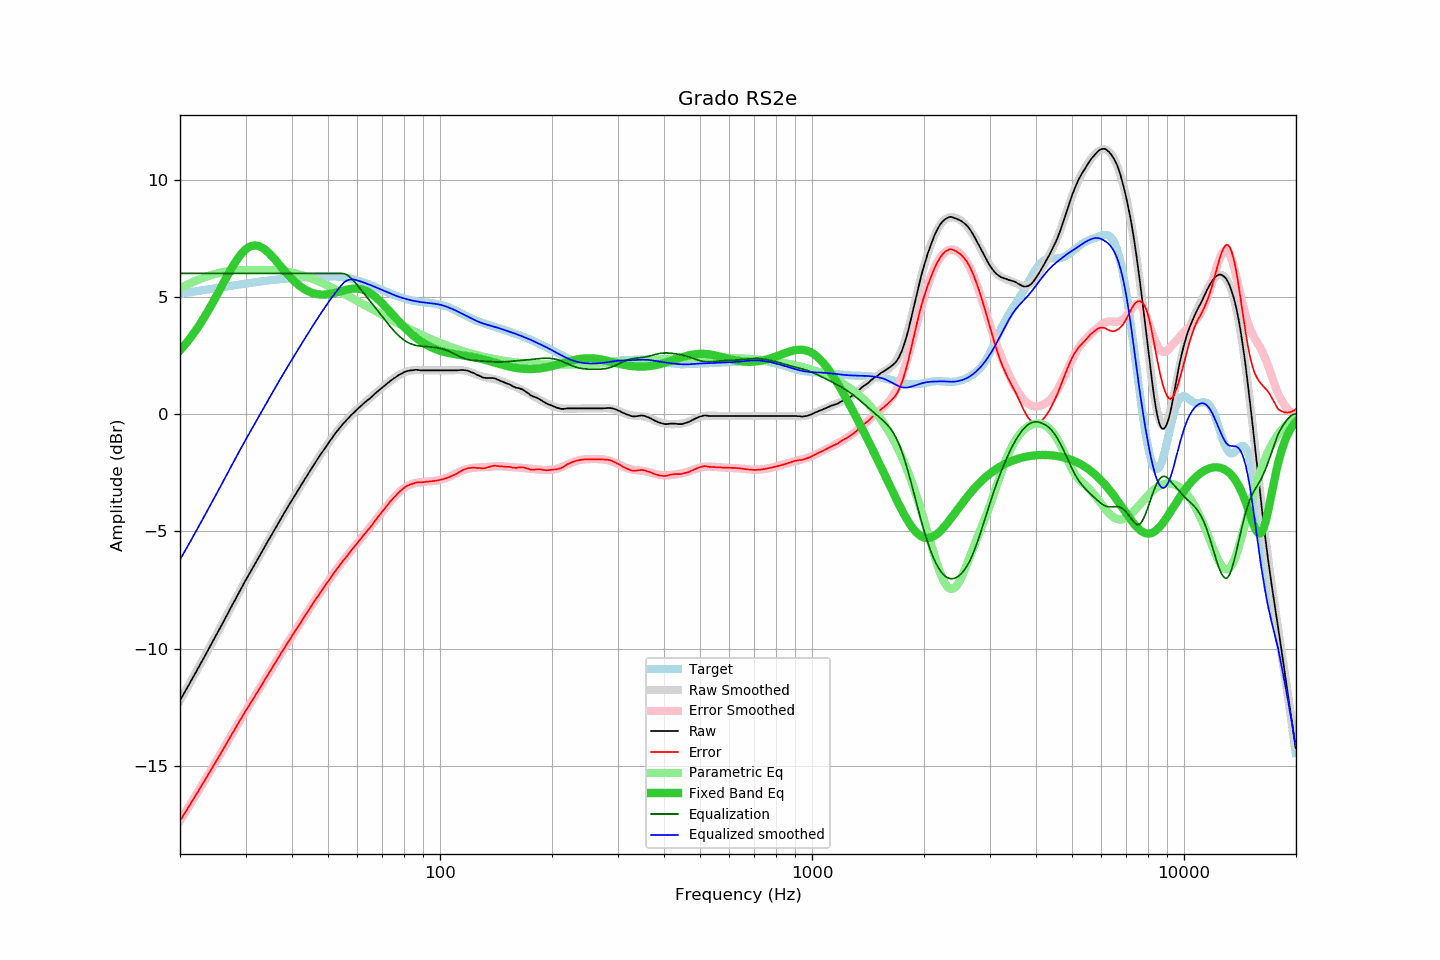 Grado RS2e
Amplitude (dBr)
10
5
0
−5
−10
−15
Target
Raw Smoothed
Error Smoothed
Raw
Error
Parametric Eq
Fixed Band Eq
Equalization
Equalized smoothed
100
1000
10000
Frequency (Hz)